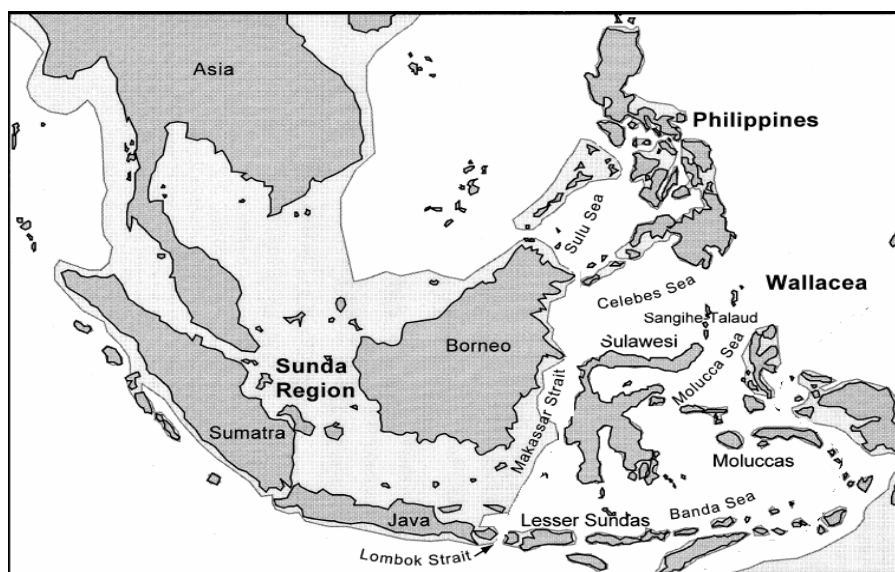 Asia
Philippines
Sulu Sea
Wallacea
Celebes Sea
Sangihe-Talaud
Sulawesi
Borneo
Molucca Sea
Sunda
Region
Makassar Strait
Sumatra
Moluccas
Banda Sea
Java
Lesser Sundas
Lombok Strait